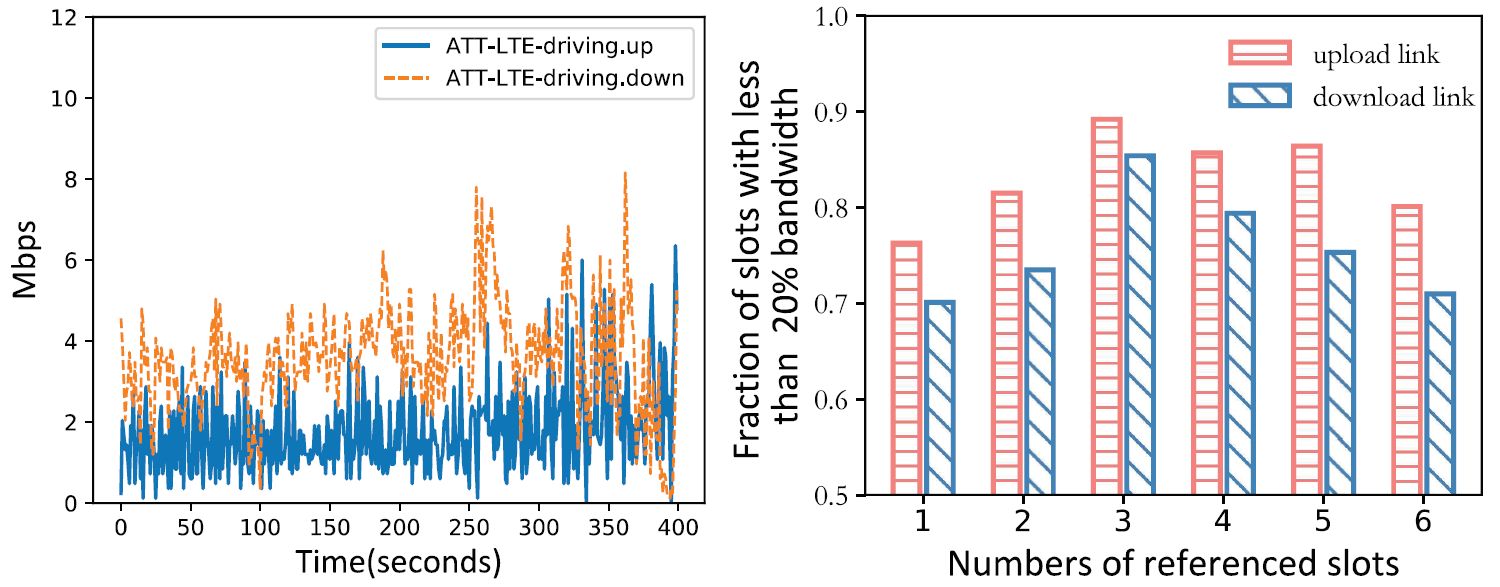 12
10
8
6
4
2
0
Mbps
ATT-LTE-driving.up
ATT-LTE-driving.down
0 50 100 150 200 250 300 350 400
Time(seconds)
1.0
0.9
0.8
0.7
0.6
0.5
Fraction of slots with less
than 20% bandwidth
upload link
download link
1 2 3 4 5 6
Numbers of referenced slots